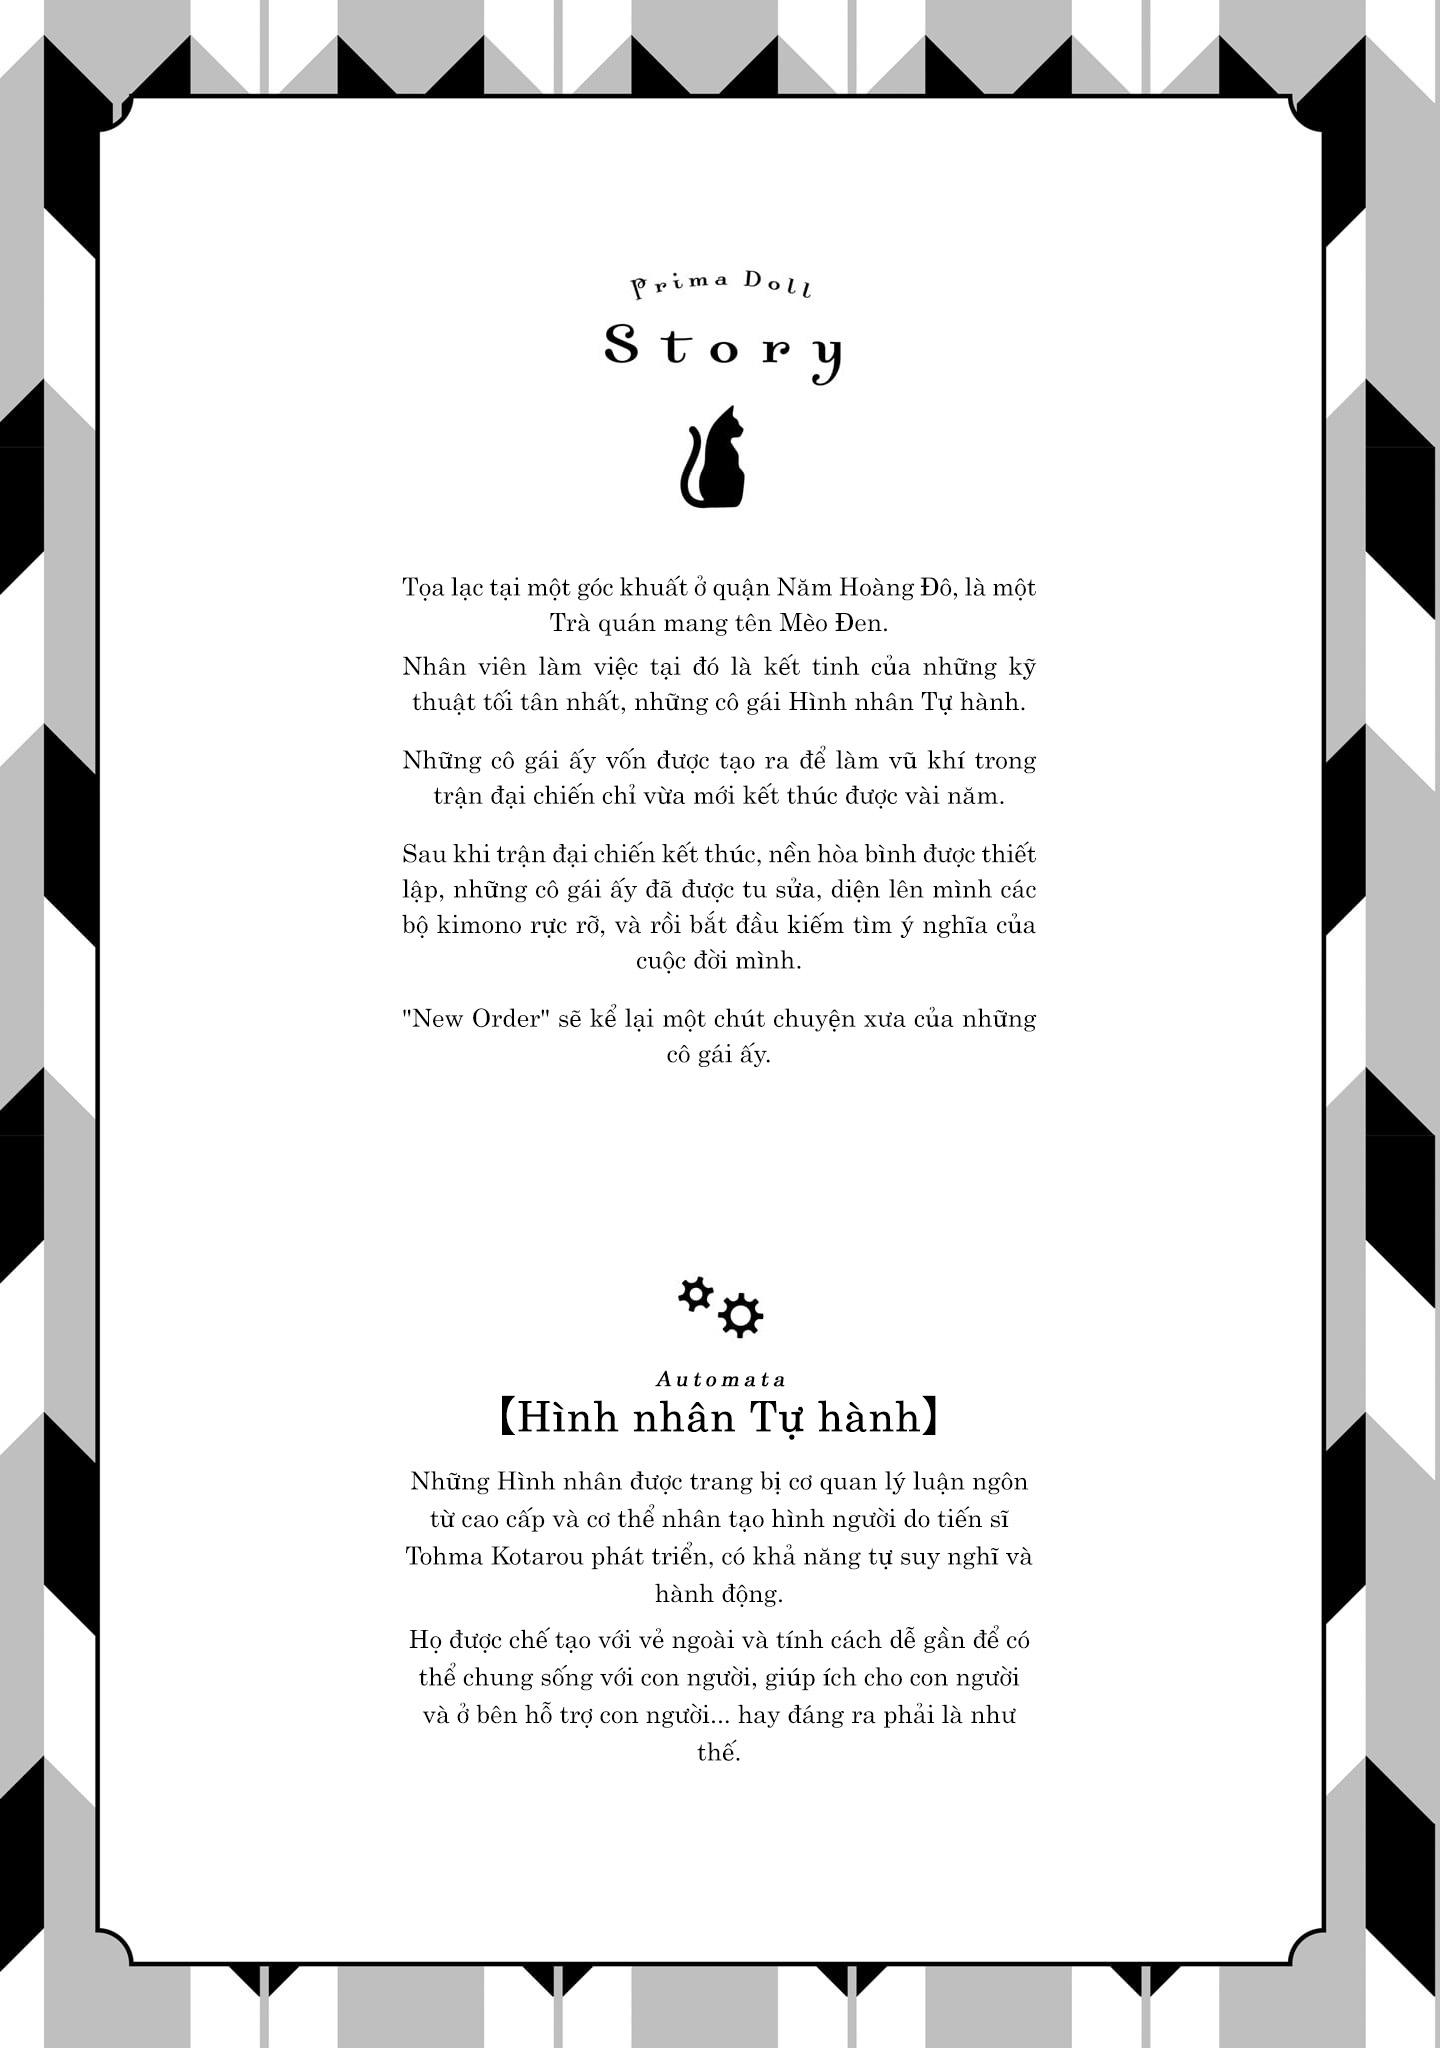 Prima Doll
Story
Tọa lạc tại một góc khuất ở quận Năm Hoàng Đô, là một
Trà quán mang tên Mèo Đen.
Nhân viên làm việc tại đó là kết tinh của những kỹ
thuật tối tân nhất, những cô gái Hình nhân Tự hành.
Những cô gái ấy vốn được tạo ra để làm vũ khí trong
trận đại chiến chỉ vừa mới kết thúc được vài năm.
Sau khi trận đại chiến kết thúc, nền hòa bình được thiết
lập, những cô gái ấy đã được tu sửa, diện lên mình các
bộ kimono rực rỡ, và rồi bắt đầu kiếm tìm ý nghĩa của
cuộc đời mình.
"New Order" sẽ kể lại một chút chuyện xưa của những
cô gái ấy.
Automata
【Hình nhân Tự hành】
Những Hình nhân được trang bị cơ quan lý luận ngôn
từ cao cấp và cơ thể nhân tạo hình người do tiến sĩ
Tohma Kotarou phát triển, có khả năng tự suy nghĩ và
hành động.
Họ được chế tạo với vẻ ngoài và tính cách dễ gần để có
thể chung sống với con người, giúp ích cho con người
và ở bên hỗ trợ con người... hay đáng ra phải là như
thế.